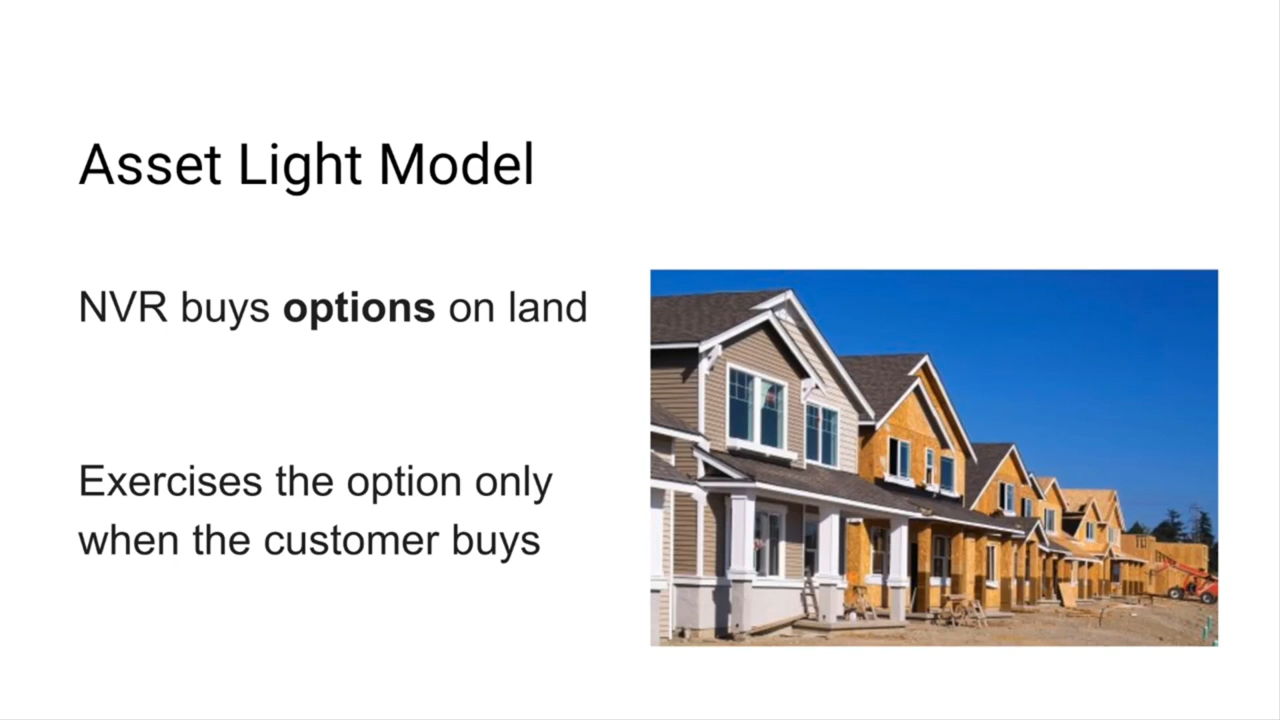 Asset Light Model
NVR buys options on land
Exercises the option only
when the customer buys